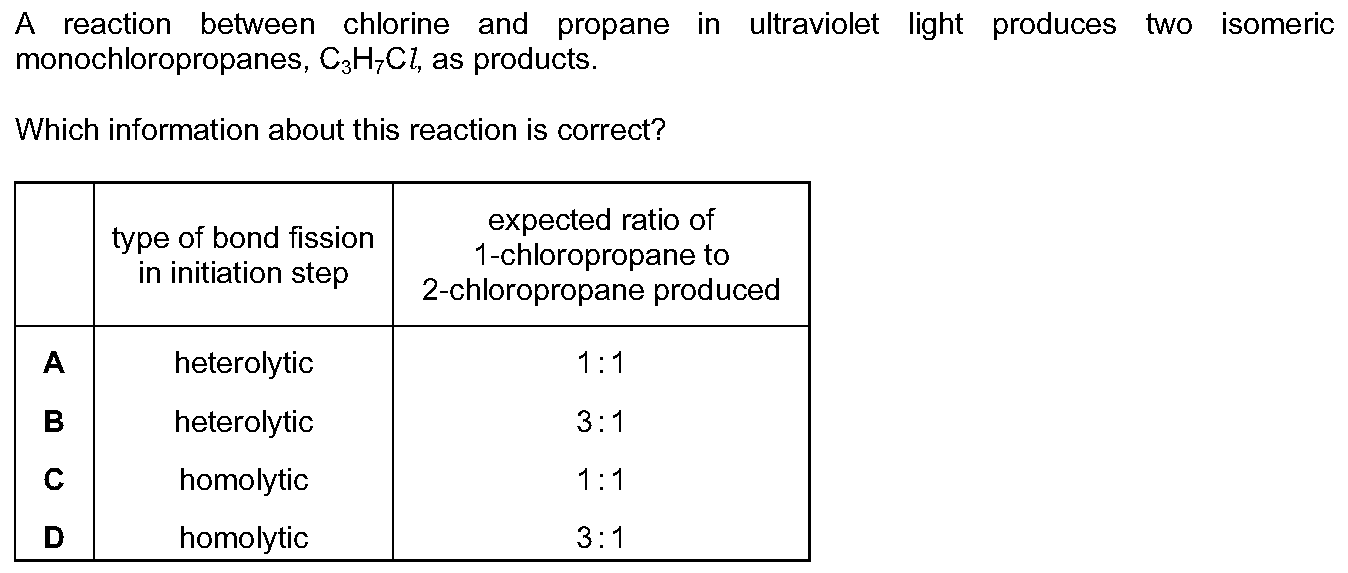 A reaction between chlorine and propane in ultraviolet light produces two isomeric
monochloropropanes, C₃H₇Cl, as products.
Which information about this reaction is correct?
type of bond fission
in initiation step
expected ratio of
1-chloropropane to
2-chloropropane produced
A heterolytic 1:1
B heterolytic 3:1
C homolytic 1:1
D homolytic 3:1